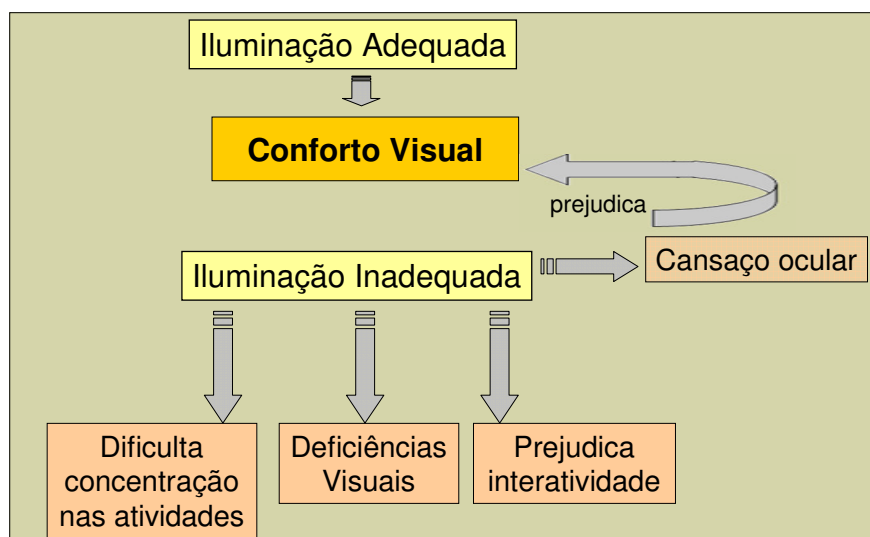 Iluminação Adequada
Conforto Visual
prejudica
Iluminação Inadequada
Cansaço ocular
Dificulta
concentração
nas atividades
Deficiências
Visuais
Prejudica
interatividade